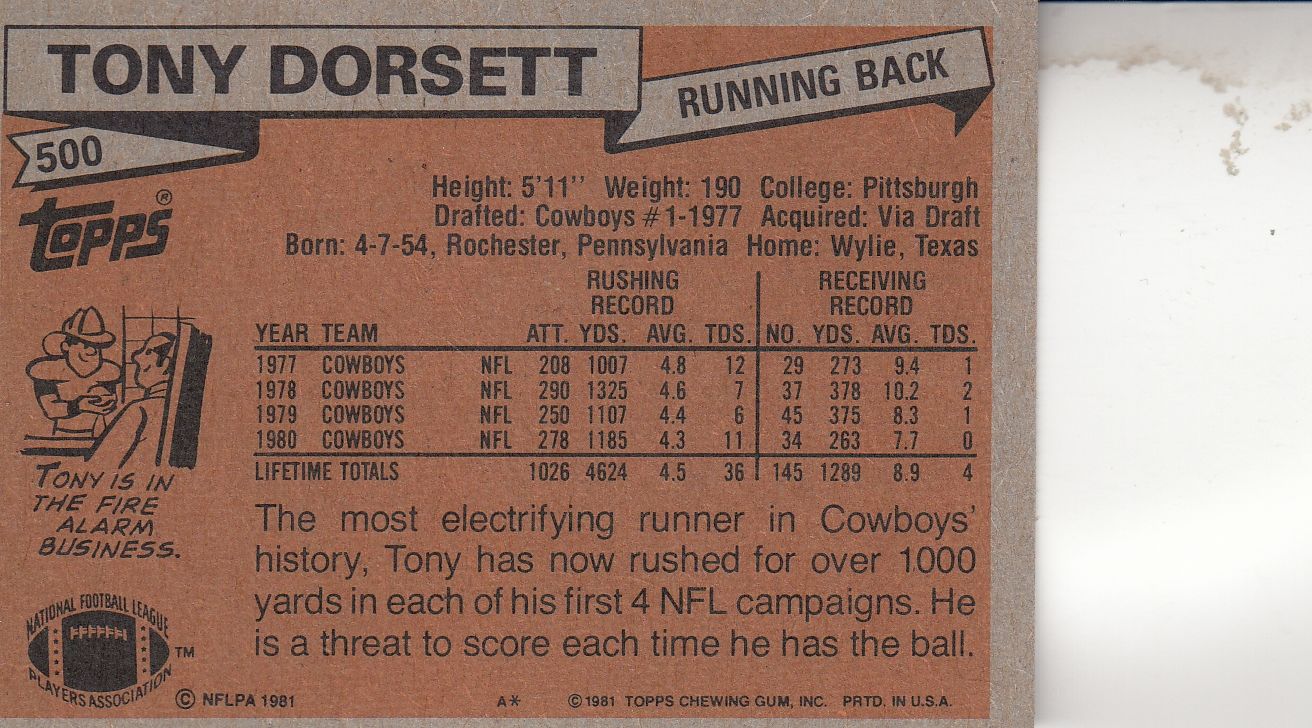 TONY DORSETT
RUNNING BACK
500
TOPPS®
Height: 5'11'' Weight: 190 College: Pittsburgh
Drafted: Cowboys #1-1977 Acquired: Via Draft
Born: 4-7-54, Rochester, Pennsylvania Home: Wylie, Texas
RUSHING RECORD RECEIVING RECORD
YEAR TEAM ATT. YDS. AVG. TDS. NO. YDS. AVG. TDS.
1977 COWBOYS NFL 208 1007 4.8 12 29 273 9.4 1
1978 COWBOYS NFL 290 1325 4.6 7 37 378 10.2 2
1979 COWBOYS NFL 250 1107 4.4 6 45 375 8.3 1
1980 COWBOYS NFL 278 1185 4.3 11 34 263 7.7 0
LIFETIME TOTALS 1026 4624 4.5 36 145 1289 8.9 4
TONY IS IN
THE FIRE
ALARM
BUSINESS.
The most electrifying runner in Cowboys'
history, Tony has now rushed for over 1000
yards in each of his first 4 NFL campaigns. He
is a threat to score each time he has the ball.
NATIONAL FOOTBALL LEAGUE
PLAYERS ASSOCIATION TM
© NFLPA 1981 A* © 1981 TOPPS CHEWING GUM, INC. PRTD. IN U.S.A.